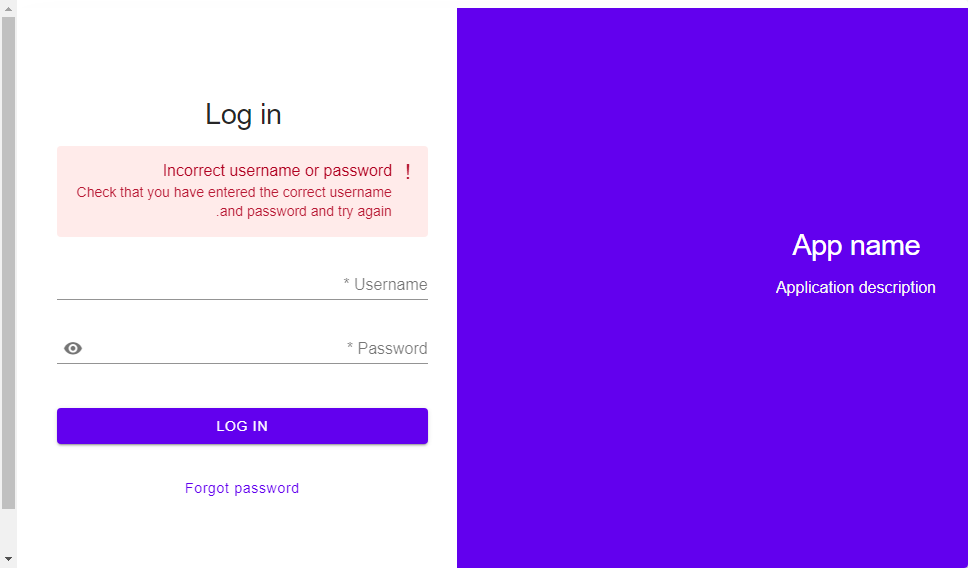 Log in
Incorrect username or password
!
Check that you have entered the correct username
.and password and try again
* Username
* Password
LOG IN
Forgot password
App name
Application description